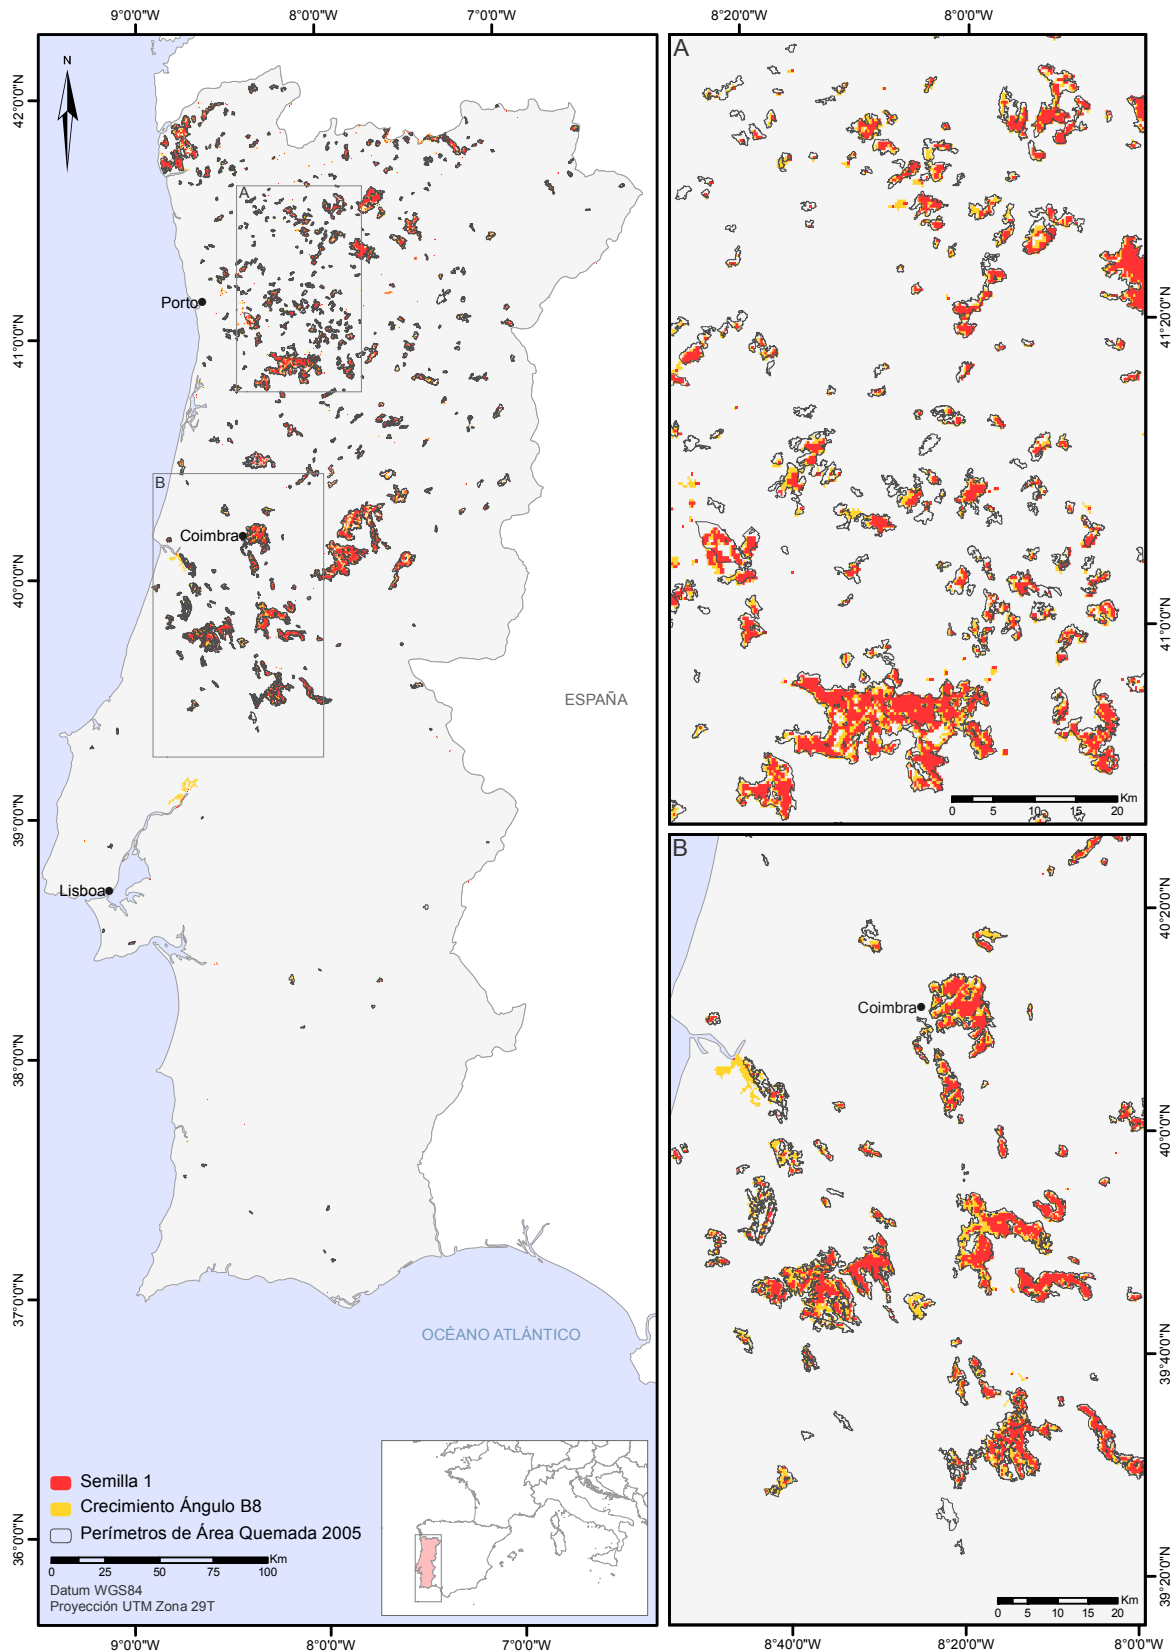 9°0'0"W 8°0'0"W 7°0'0"W
8°20'0"W 8°0'0"W
N
42°0'0"N
41°0'0"N
40°0'0"N
39°0'0"N
38°0'0"N
37°0'0"N
36°0'0"N
A
Porto
B
Coimbra
ESPAÑA
Lisboa
OCÉANO ATLÁNTICO
Semilla 1
Crecimiento Ángulo B8
Perímetros de Área Quemada 2005
Km
0 25 50 75 100
Datum WGS84
Proyección UTM Zona 29T
9°0'0"W 8°0'0"W 7°0'0"W
A
41°20'0"N
41°0'0"N
Km
0 5 10 15 20
B
Coimbra
40°20'0"N
40°0'0"N
39°40'0"N
39°20'0"N
Km
0 5 10 15 20
8°40'0"W 8°20'0"W 8°0'0"W